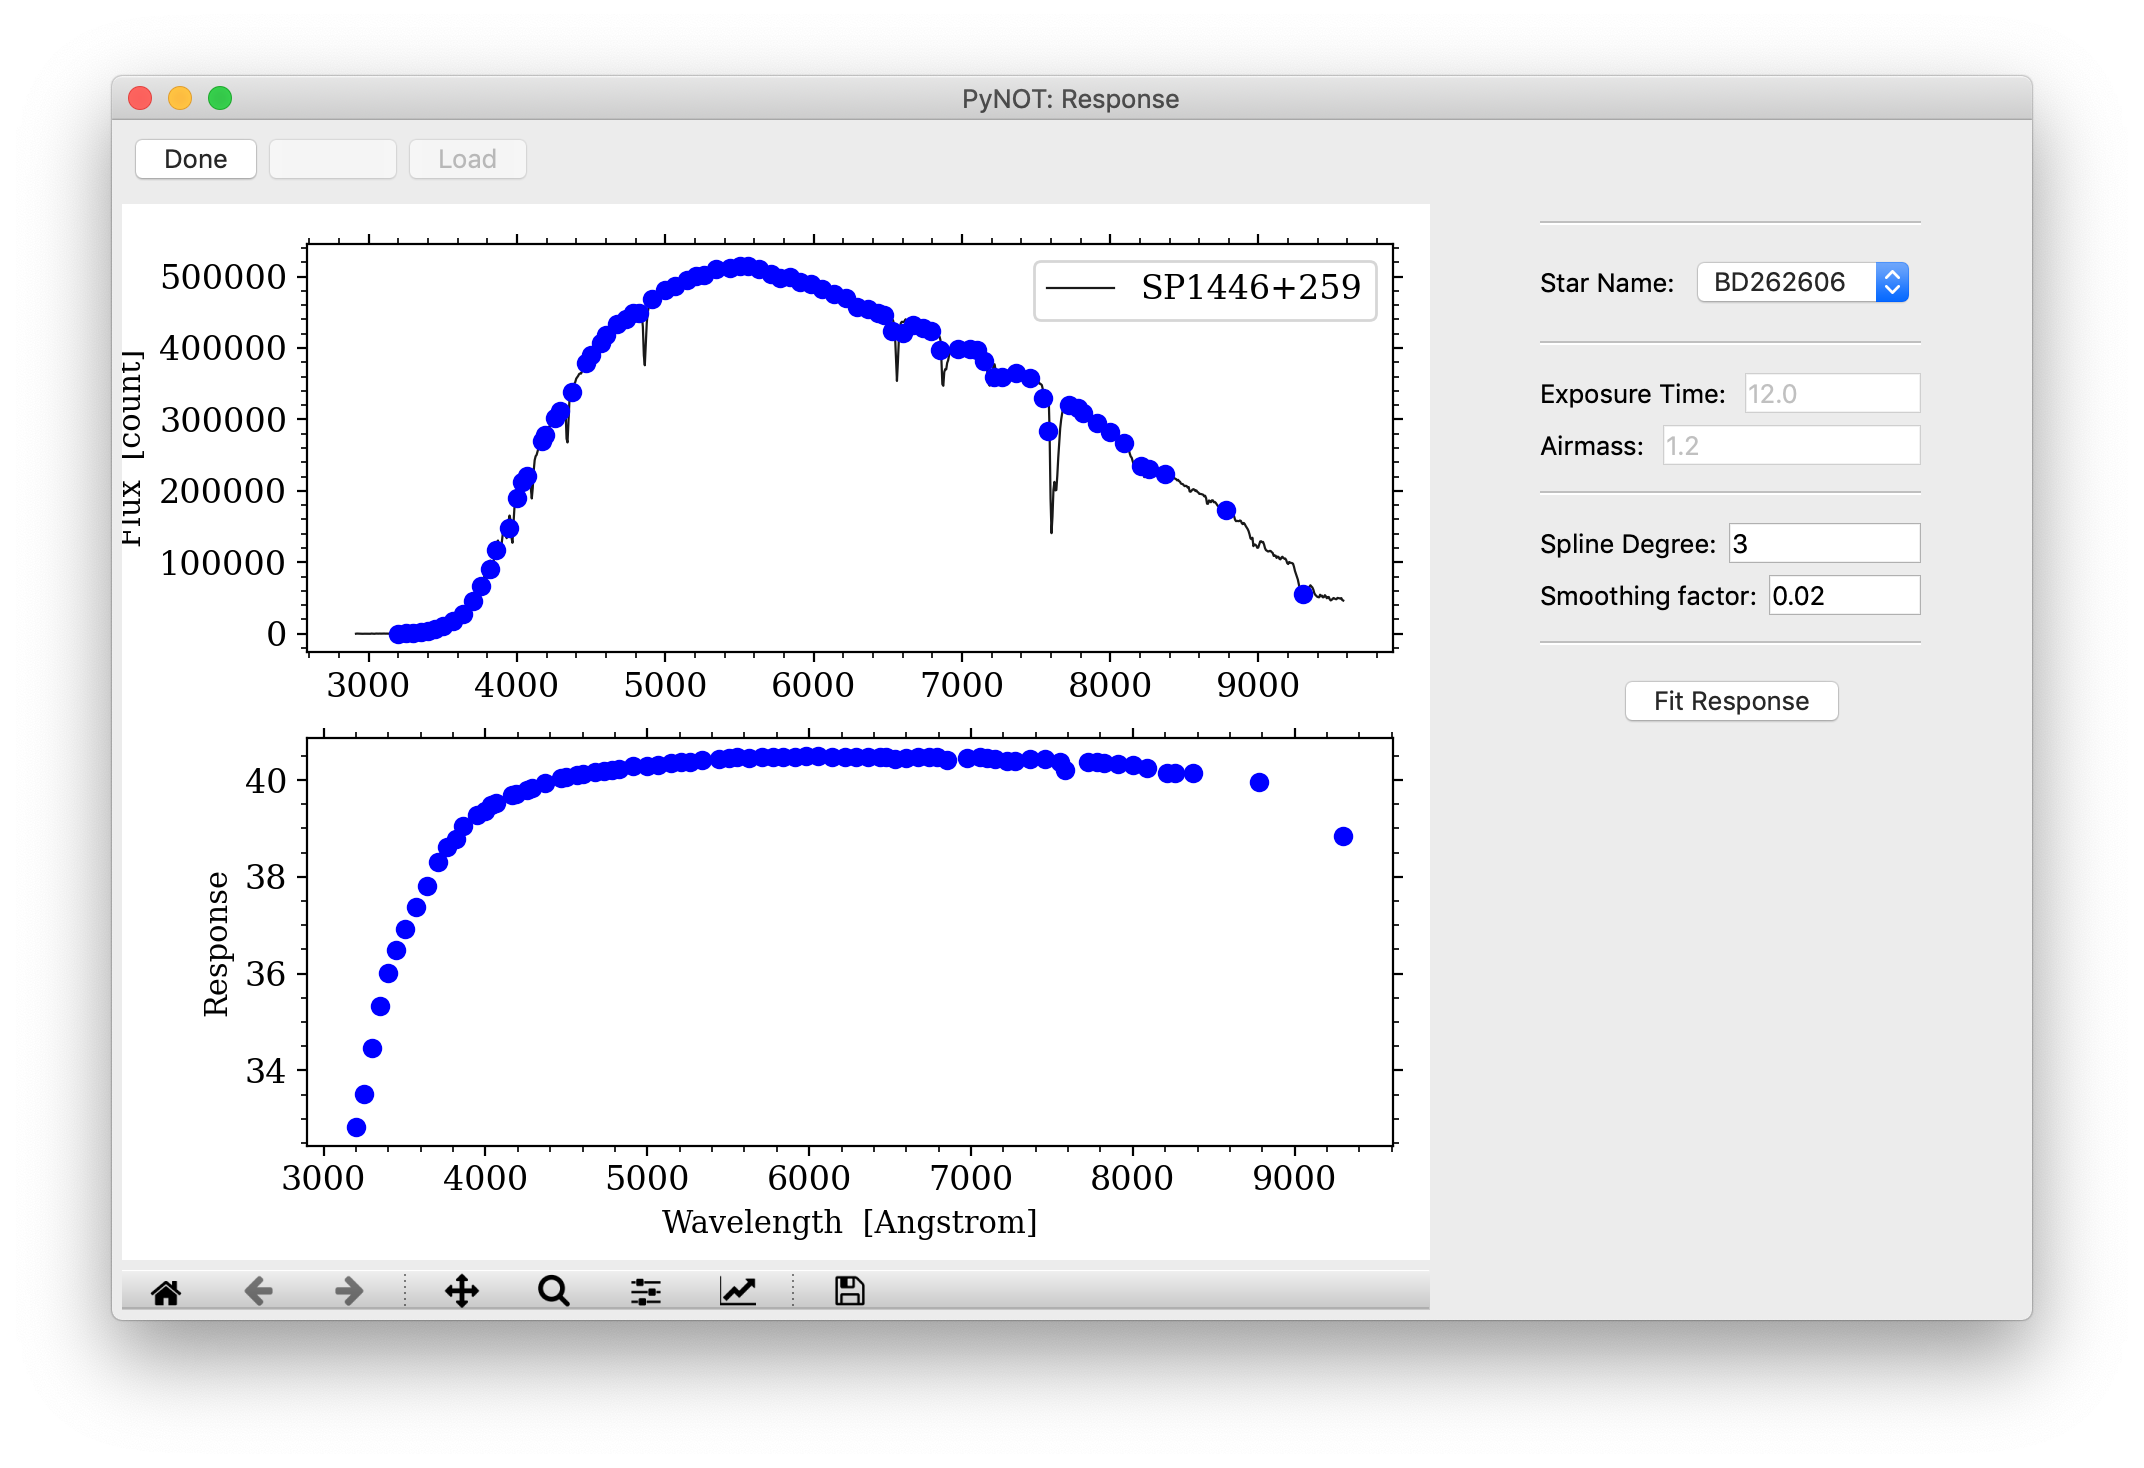 PyNOT: Response
Done
Load
SP1446+259
500000
400000
300000
200000
100000
0
Flux [count]
3000 4000 5000 6000 7000 8000 9000
40
38
36
34
Response
3000 4000 5000 6000 7000 8000 9000
Wavelength [Angstrom]
Star Name: BD262606
Exposure Time: 12.0
Airmass: 1.2
Spline Degree: 3
Smoothing factor: 0.02
Fit Response